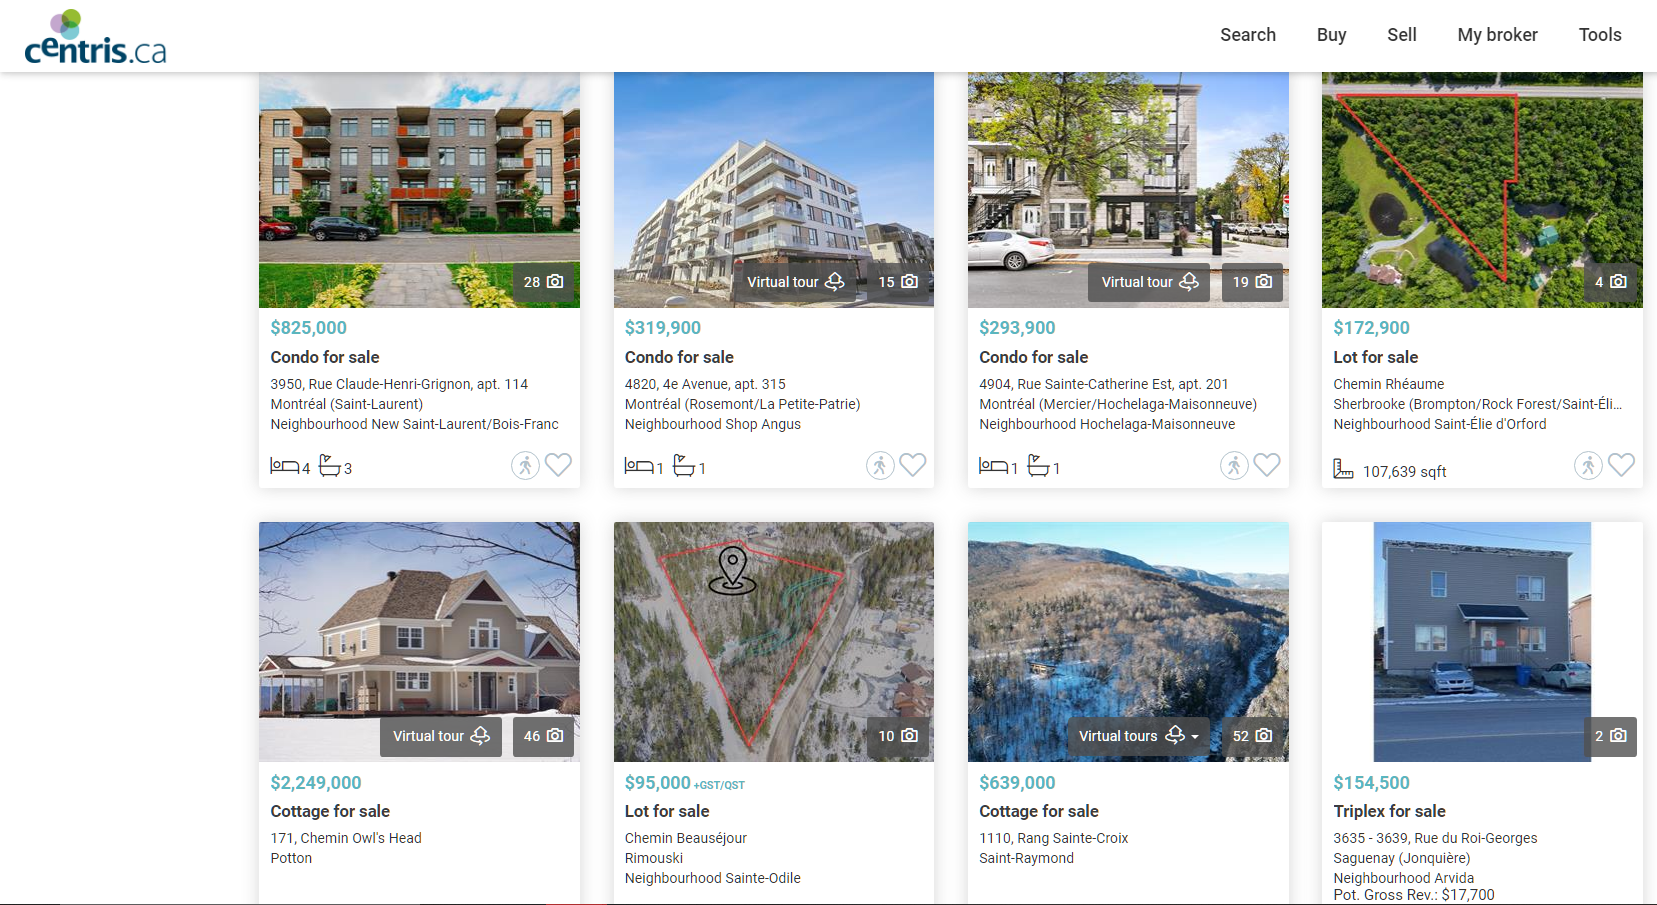 centris.ca
Search Buy Sell My broker Tools
28
Virtual tour 15
Virtual tour 19
4
$825,000
Condo for sale
3950, Rue Claude-Henri-Grignon, apt. 114
Montréal (Saint-Laurent)
Neighbourhood New Saint-Laurent/Bois-Franc
4 3
$319,900
Condo for sale
4820, 4e Avenue, apt. 315
Montréal (Rosemont/La Petite-Patrie)
Neighbourhood Shop Angus
1 1
$293,900
Condo for sale
4904, Rue Sainte-Catherine Est, apt. 201
Montréal (Mercier/Hochelaga-Maisonneuve)
Neighbourhood Hochelaga-Maisonneuve
1 1
$172,900
Lot for sale
Chemin Rhéaume
Sherbrooke (Brompton/Rock Forest/Saint-Éli...
Neighbourhood Saint-Élie d'Orford
107,639 sqft
Virtual tour 46
10
Virtual tours 52
2
$2,249,000
Cottage for sale
171, Chemin Owl's Head
Potton
$95,000 +GST/QST
Lot for sale
Chemin Beauséjour
Rimouski
Neighbourhood Sainte-Odile
$639,000
Cottage for sale
1110, Rang Sainte-Croix
Saint-Raymond
$154,500
Triplex for sale
3635 - 3639, Rue du Roi-Georges
Saguenay (Jonquière)
Neighbourhood Arvida
Pot. Gross Rev.: $17,700